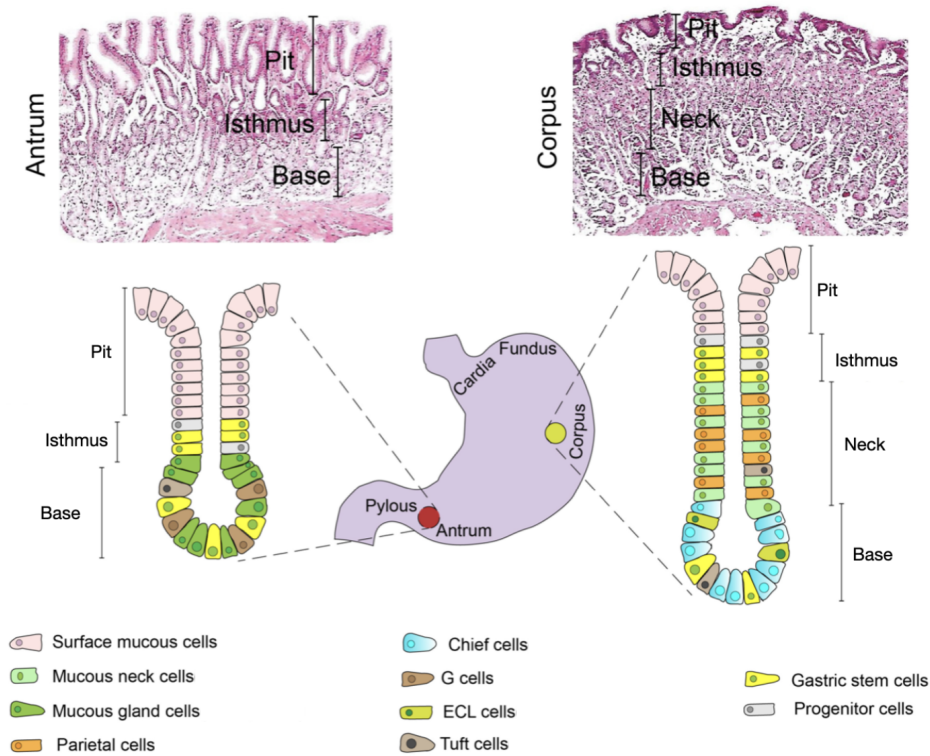 Antrum
Pit
Isthmus
Base
Corpus
Pit
Isthmus
Neck
Base
Pit
Isthmus
Base
Cardia
Fundus
Corpus
Pylous
Antrum
Pit
Isthmus
Neck
Base
Surface mucous cells
Mucous neck cells
Mucous gland cells
Parietal cells
Chief cells
G cells
ECL cells
Tuft cells
Gastric stem cells
Progenitor cells